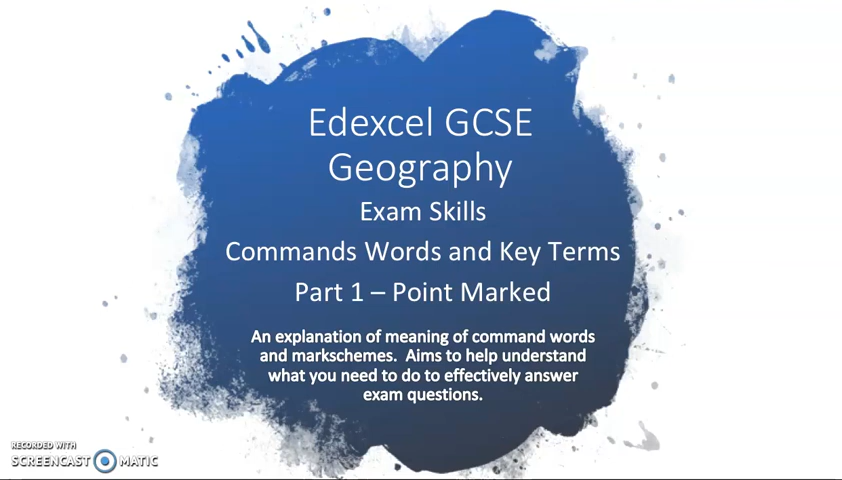 Edexcel GCSE
Geography
Exam Skills
Commands Words and Key Terms
Part 1 – Point Marked
An explanation of meaning of command words
and markschemes. Aims to help understand
what you need to do to effectively answer
exam questions.
RECORDED WITH
SCREENCAST MATIC